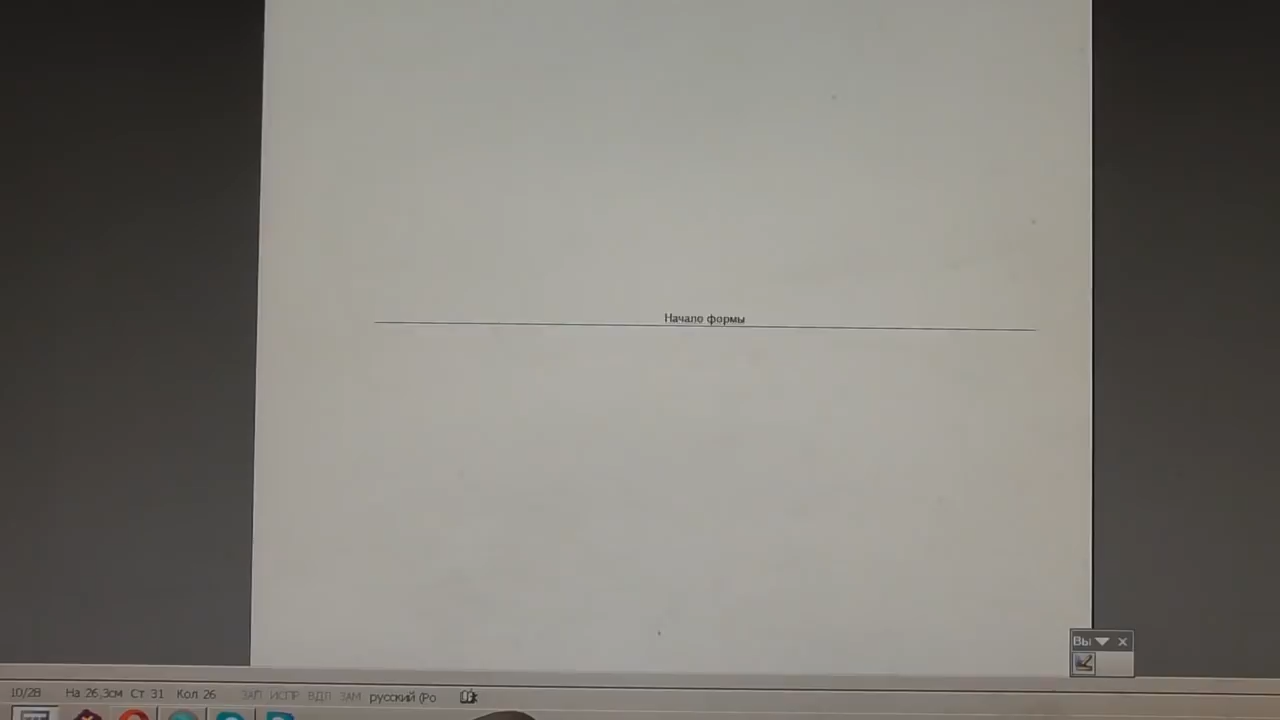 Начало формы
Вы
10/28 На 26,3см Ст 31 Кол 26 ЗАП ИСПР ВДЛ ЗАМ русский (Ро